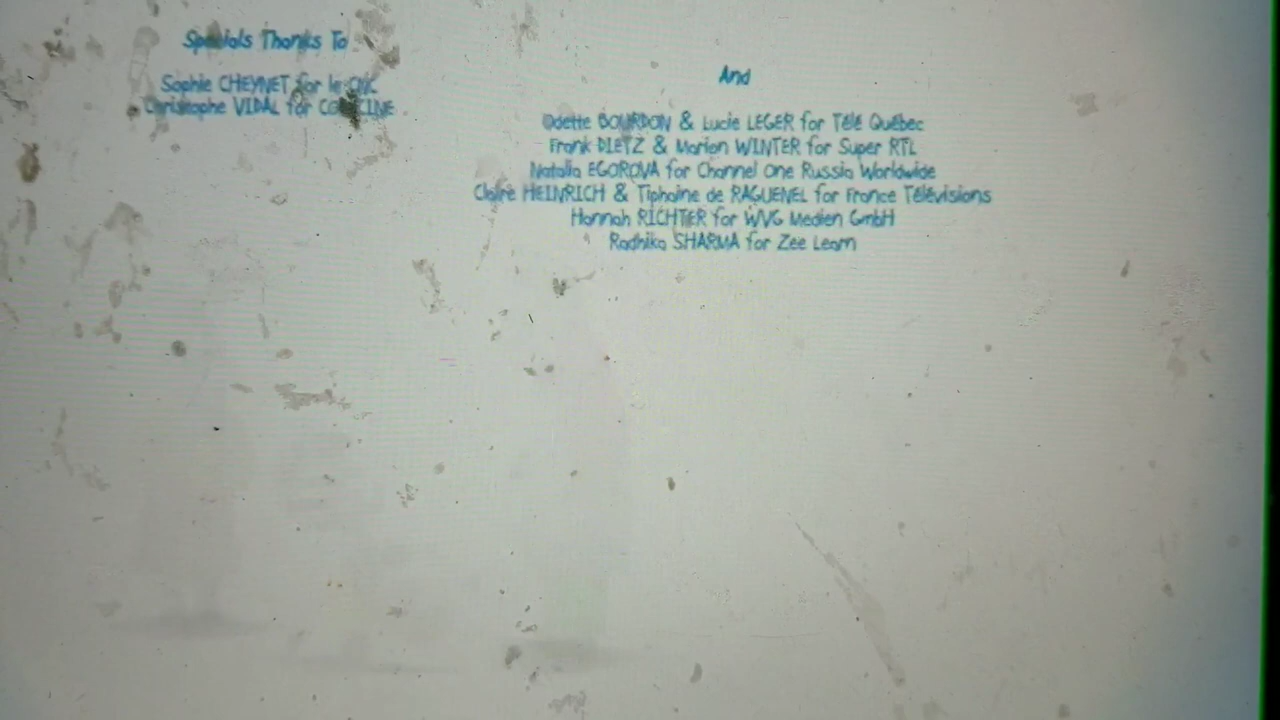 Specials Thanks To
Sophie CHEYNET for le CNC
Christophe VIDAL for COFICINE
And
Odette BOURDON & Lucie LEGER for Télé Québec
Frank DIETZ & Marion WINTER for Super RTL
Natalia EGOROVA for Channel One Russia Worldwide
Claire HEINRICH & Tiphaine de RAGUENEL for France Télévisions
Hannah RICHTER for WVG Medien GmbH
Radhika SHARMA for Zee Learn